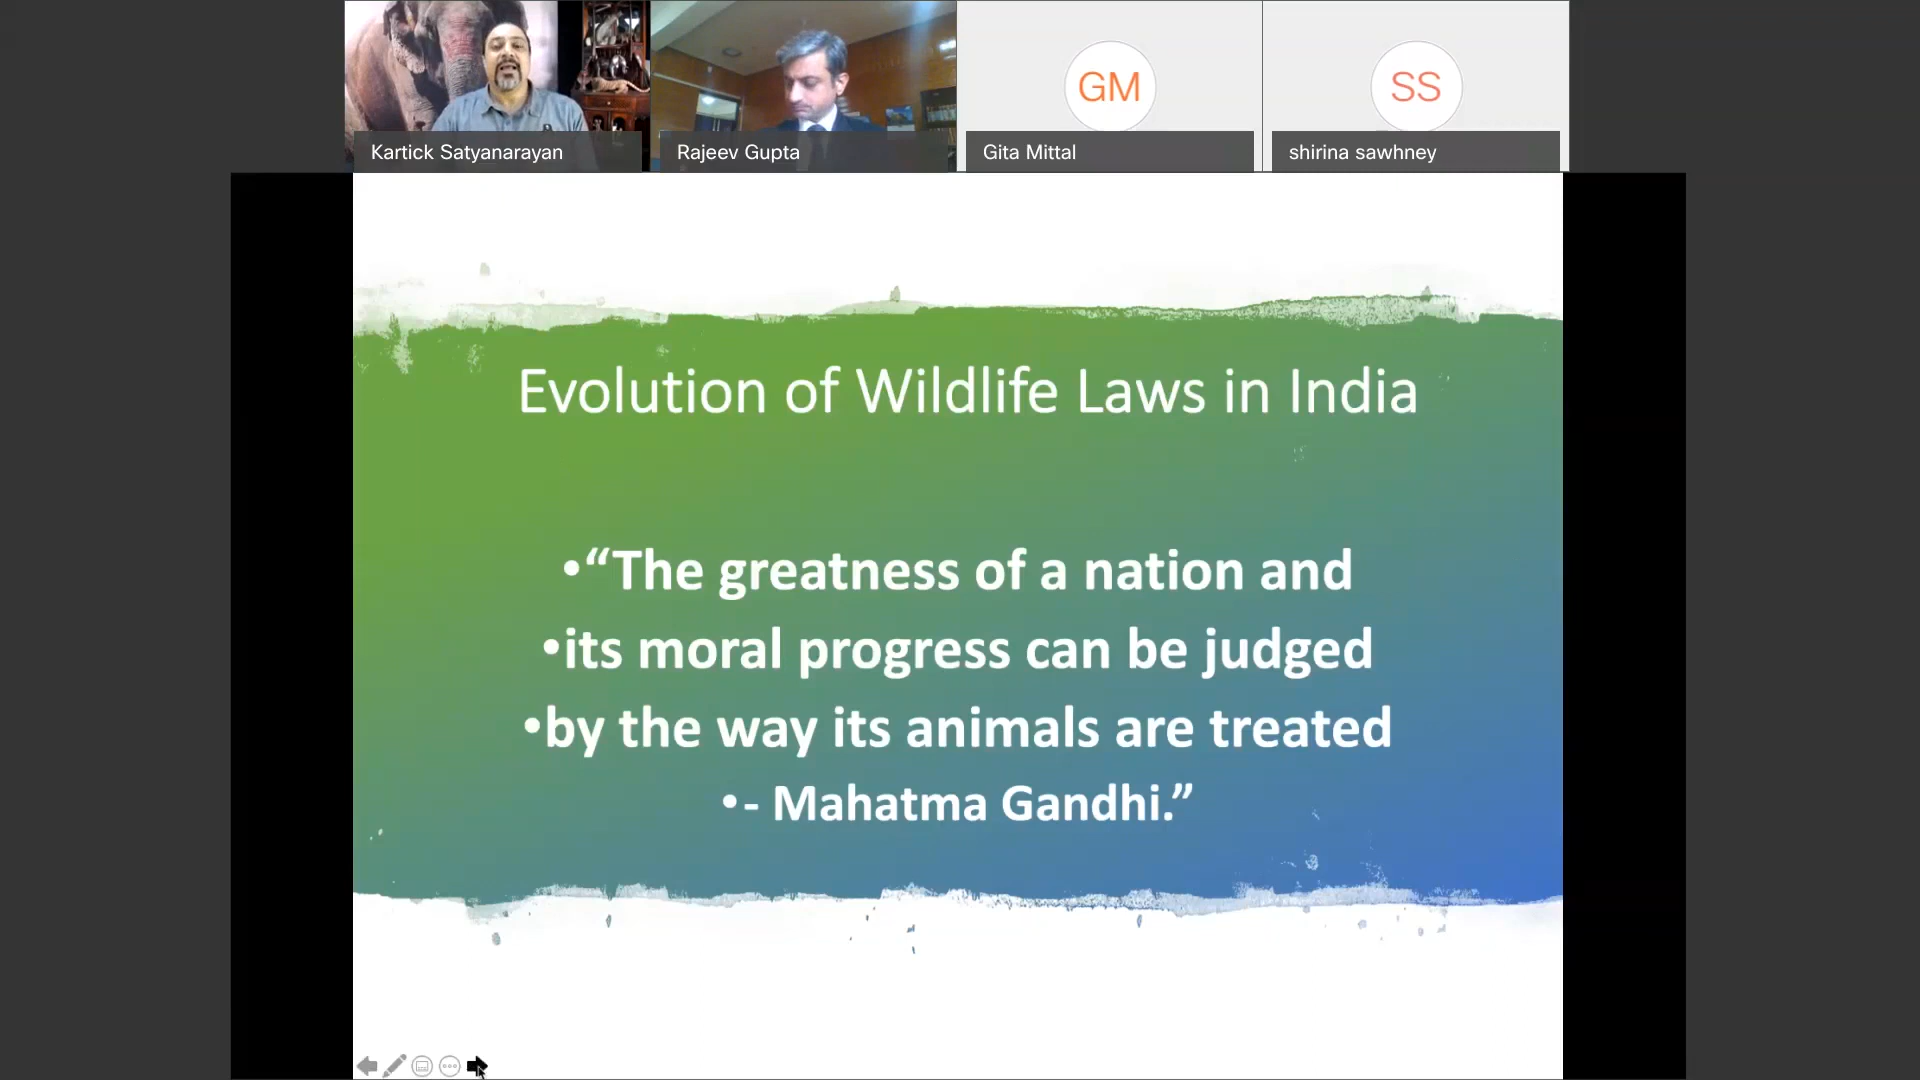 GM
SS
Kartick Satyanarayan
Rajeev Gupta
Gita Mittal
shirina sawhney
Evolution of Wildlife Laws in India
•“The greatness of a nation and
•its moral progress can be judged
•by the way its animals are treated
•- Mahatma Gandhi.”